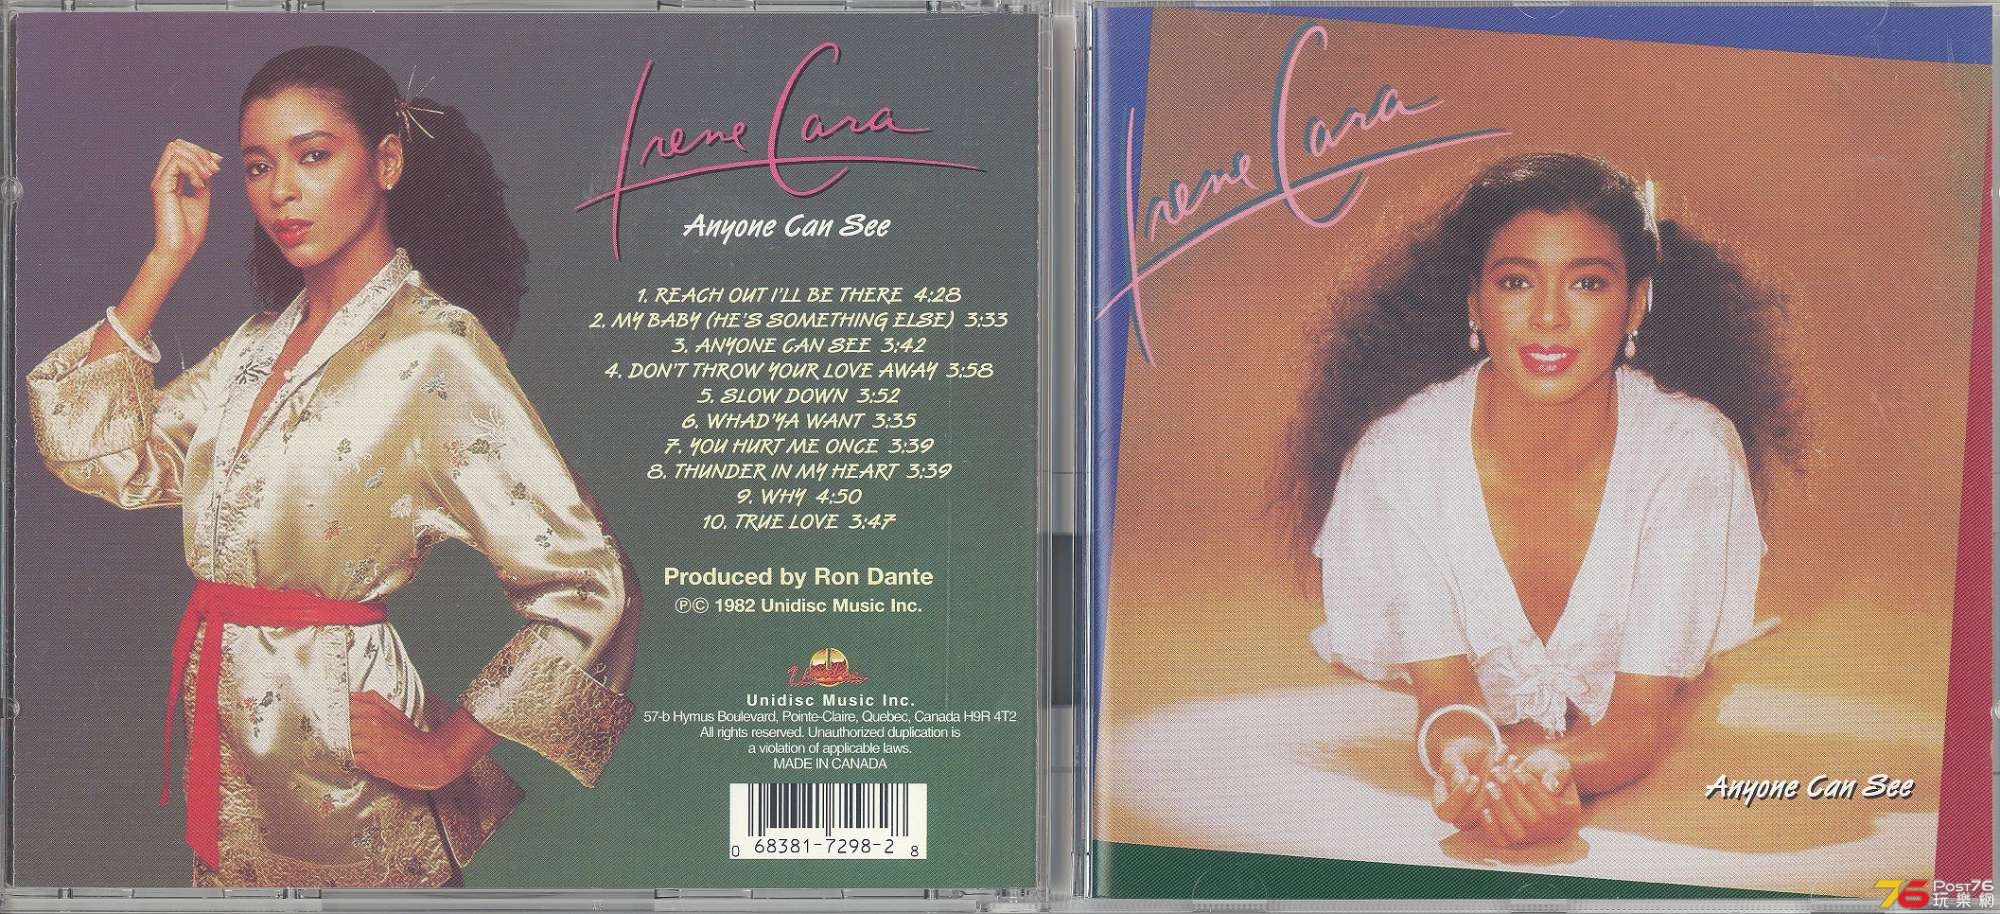 Irene Cara
Anyone Can See
1. REACH OUT I'LL BE THERE 4:28
2. MY BABY (HE'S SOMETHING ELSE) 3:33
3. ANYONE CAN SEE 3:42
4. DON'T THROW YOUR LOVE AWAY 3:58
5. SLOW DOWN 3:52
6. WHAD'YA WANT 3:35
7. YOU HURT ME ONCE 3:39
8. THUNDER IN MY HEART 3:39
9. WHY 4:50
10. TRUE LOVE 3:47
Produced by Ron Dante
℗© 1982 Unidisc Music Inc.
Unidisc
Unidisc Music Inc.
57-b Hymus Boulevard, Pointe-Claire, Quebec, Canada H9R 4T2
All rights reserved. Unauthorized duplication is
a violation of applicable laws.
MADE IN CANADA
0 68381-7298-2 8
Irene Cara
Anyone Can See
76 POST76
玩樂網